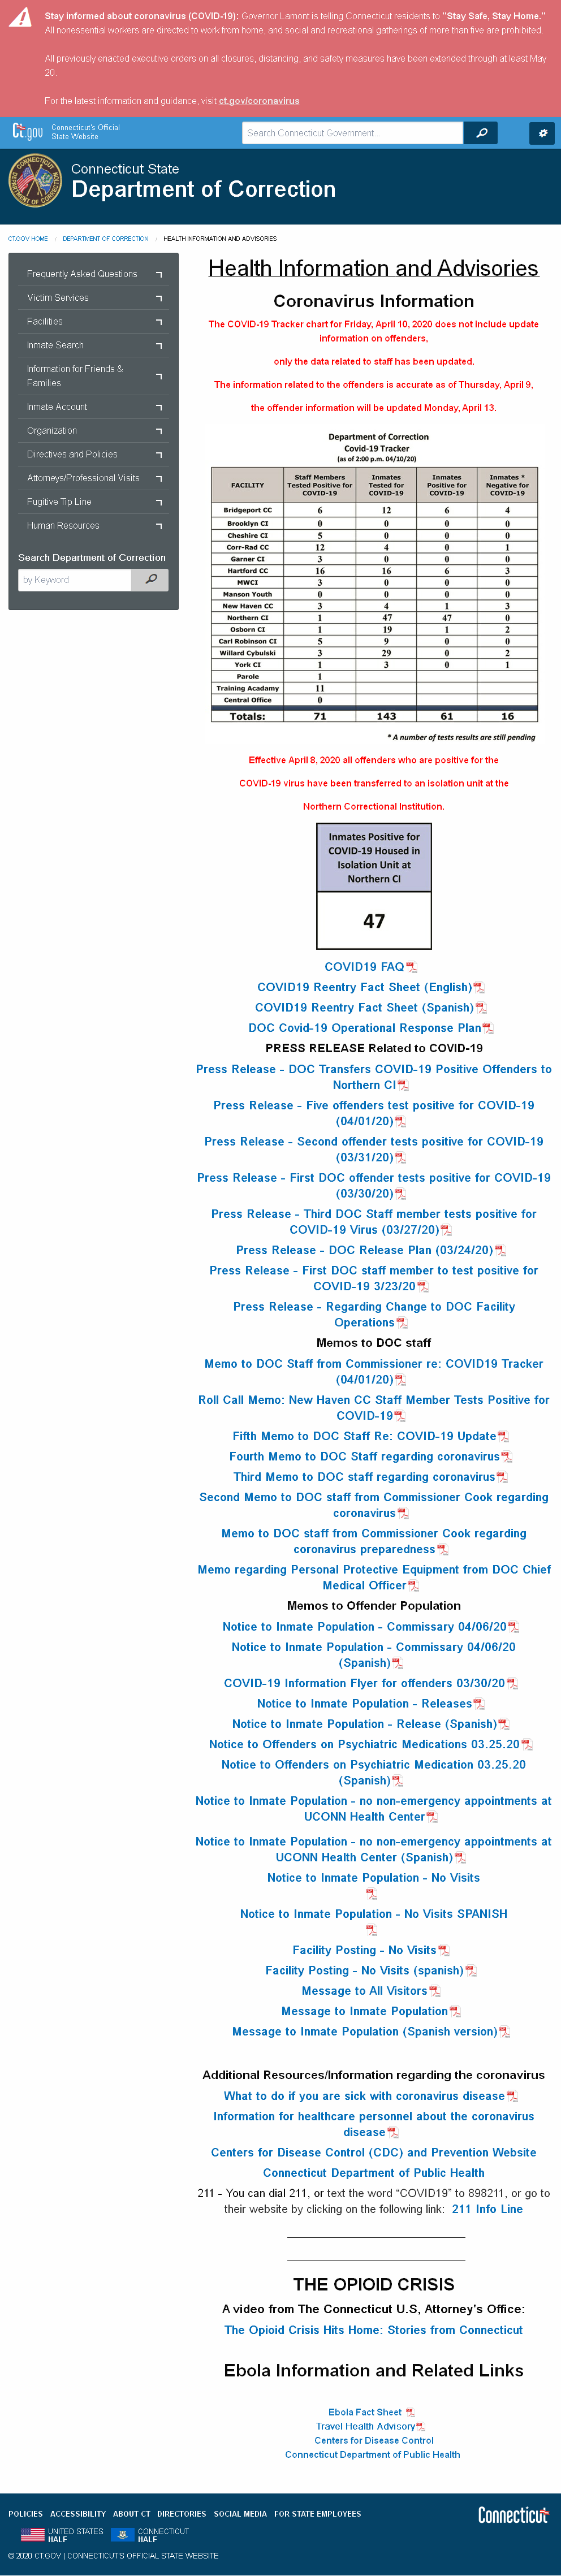 Stay informed about coronavirus (COVID-19): Governor Lamont is telling Connecticut residents to "Stay Safe, Stay Home."
All nonessential workers are directed to work from home, and social and recreational gatherings of more than five are prohibited.
All previously enacted executive orders on all closures, distancing, and safety measures have been extended through at least May
20.
For the latest information and guidance, visit ct.gov/coronavirus
Ct.gov
Connecticut's Official
State Website
Search Connecticut Government...
Connecticut State
Department of Correction
CT.GOV HOME / DEPARTMENT OF CORRECTION / HEALTH INFORMATION AND ADVISORIES
Frequently Asked Questions
Victim Services
Facilities
Inmate Search
Information for Friends &
Families
Inmate Account
Organization
Directives and Policies
Attorneys/Professional Visits
Fugitive Tip Line
Human Resources
Search Department of Correction
by Keyword
Health Information and Advisories
Coronavirus Information
The COVID-19 Tracker chart for Friday, April 10, 2020 does not include update
information on offenders,
only the data related to staff has been updated.
The information related to the offenders is accurate as of Thursday, April 9,
the offender information will be updated Monday, April 13.
Department of Correction
Covid-19 Tracker
(as of 2:00 p.m. 04/10/20)
FACILITY | Staff Members Tested Positive for COVID-19 | Inmates Tested for COVID-19 | Inmates Positive for COVID-19 | Inmates * Negative for COVID-19
Bridgeport CC 6 12 6 4
Brooklyn CI 0 0 0 0
Cheshire CI 5 0 0 0
Corr-Rad CC 12 4 0 1
Garner CI 3 0 0 0
Hartford CC 16 16 6 3
MWCI 3 0 0 0
Manson Youth 0 0 0 0
New Haven CC 3 4 1 3
Northern CI 1 47 47 0
Osborn CI 1 19 1 2
Carl Robinson CI 5 9 0 0
Willard Cybulski 3 29 0 2
York CI 1 3 0 1
Parole 1
Training Acadamy 11
Central Office 0
Totals: 71 143 61 16
* A number of tests results are still pending
Effective April 8, 2020 all offenders who are positive for the
COVID-19 virus have been transferred to an isolation unit at the
Northern Correctional Institution.
Inmates Positive for
COVID-19 Housed in
Isolation Unit at
Northern CI
47
COVID19 FAQ
COVID19 Reentry Fact Sheet (English)
COVID19 Reentry Fact Sheet (Spanish)
DOC Covid-19 Operational Response Plan
PRESS RELEASE Related to COVID-19
Press Release - DOC Transfers COVID-19 Positive Offenders to
Northern CI
Press Release - Five offenders test positive for COVID-19
(04/01/20)
Press Release - Second offender tests positive for COVID-19
(03/31/20)
Press Release - First DOC offender tests positive for COVID-19
(03/30/20)
Press Release - Third DOC Staff member tests positive for
COVID-19 Virus (03/27/20)
Press Release - DOC Release Plan (03/24/20)
Press Release - First DOC staff member to test positive for
COVID-19 3/23/20
Press Release - Regarding Change to DOC Facility
Operations
Memos to DOC staff
Memo to DOC Staff from Commissioner re: COVID19 Tracker
(04/01/20)
Roll Call Memo: New Haven CC Staff Member Tests Positive for
COVID-19
Fifth Memo to DOC Staff Re: COVID-19 Update
Fourth Memo to DOC Staff regarding coronavirus
Third Memo to DOC staff regarding coronavirus
Second Memo to DOC staff from Commissioner Cook regarding
coronavirus
Memo to DOC staff from Commissioner Cook regarding
coronavirus preparedness
Memo regarding Personal Protective Equipment from DOC Chief
Medical Officer
Memos to Offender Population
Notice to Inmate Population - Commissary 04/06/20
Notice to Inmate Population - Commissary 04/06/20
(Spanish)
COVID-19 Information Flyer for offenders 03/30/20
Notice to Inmate Population - Releases
Notice to Inmate Population - Release (Spanish)
Notice to Offenders on Psychiatric Medications 03.25.20
Notice to Offenders on Psychiatric Medication 03.25.20
(Spanish)
Notice to Inmate Population - no non-emergency appointments at
UCONN Health Center
Notice to Inmate Population - no non-emergency appointments at
UCONN Health Center (Spanish)
Notice to Inmate Population - No Visits
Notice to Inmate Population - No Visits SPANISH
Facility Posting - No Visits
Facility Posting - No Visits (spanish)
Message to All Visitors
Message to Inmate Population
Message to Inmate Population (Spanish version)
Additional Resources/Information regarding the coronavirus
What to do if you are sick with coronavirus disease
Information for healthcare personnel about the coronavirus
disease
Centers for Disease Control (CDC) and Prevention Website
Connecticut Department of Public Health
211 - You can dial 211, or text the word “COVID19” to 898211, or go to
their website by clicking on the following link: 211 Info Line
THE OPIOID CRISIS
A video from The Connecticut U.S, Attorney's Office:
The Opioid Crisis Hits Home: Stories from Connecticut
Ebola Information and Related Links
Ebola Fact Sheet
Travel Health Advisory
Centers for Disease Control
Connecticut Department of Public Health
POLICIES ACCESSIBILITY ABOUT CT DIRECTORIES SOCIAL MEDIA FOR STATE EMPLOYEES
Connecticut
UNITED STATES
HALF
CONNECTICUT
HALF
© 2020 CT.GOV | CONNECTICUT'S OFFICIAL STATE WEBSITE